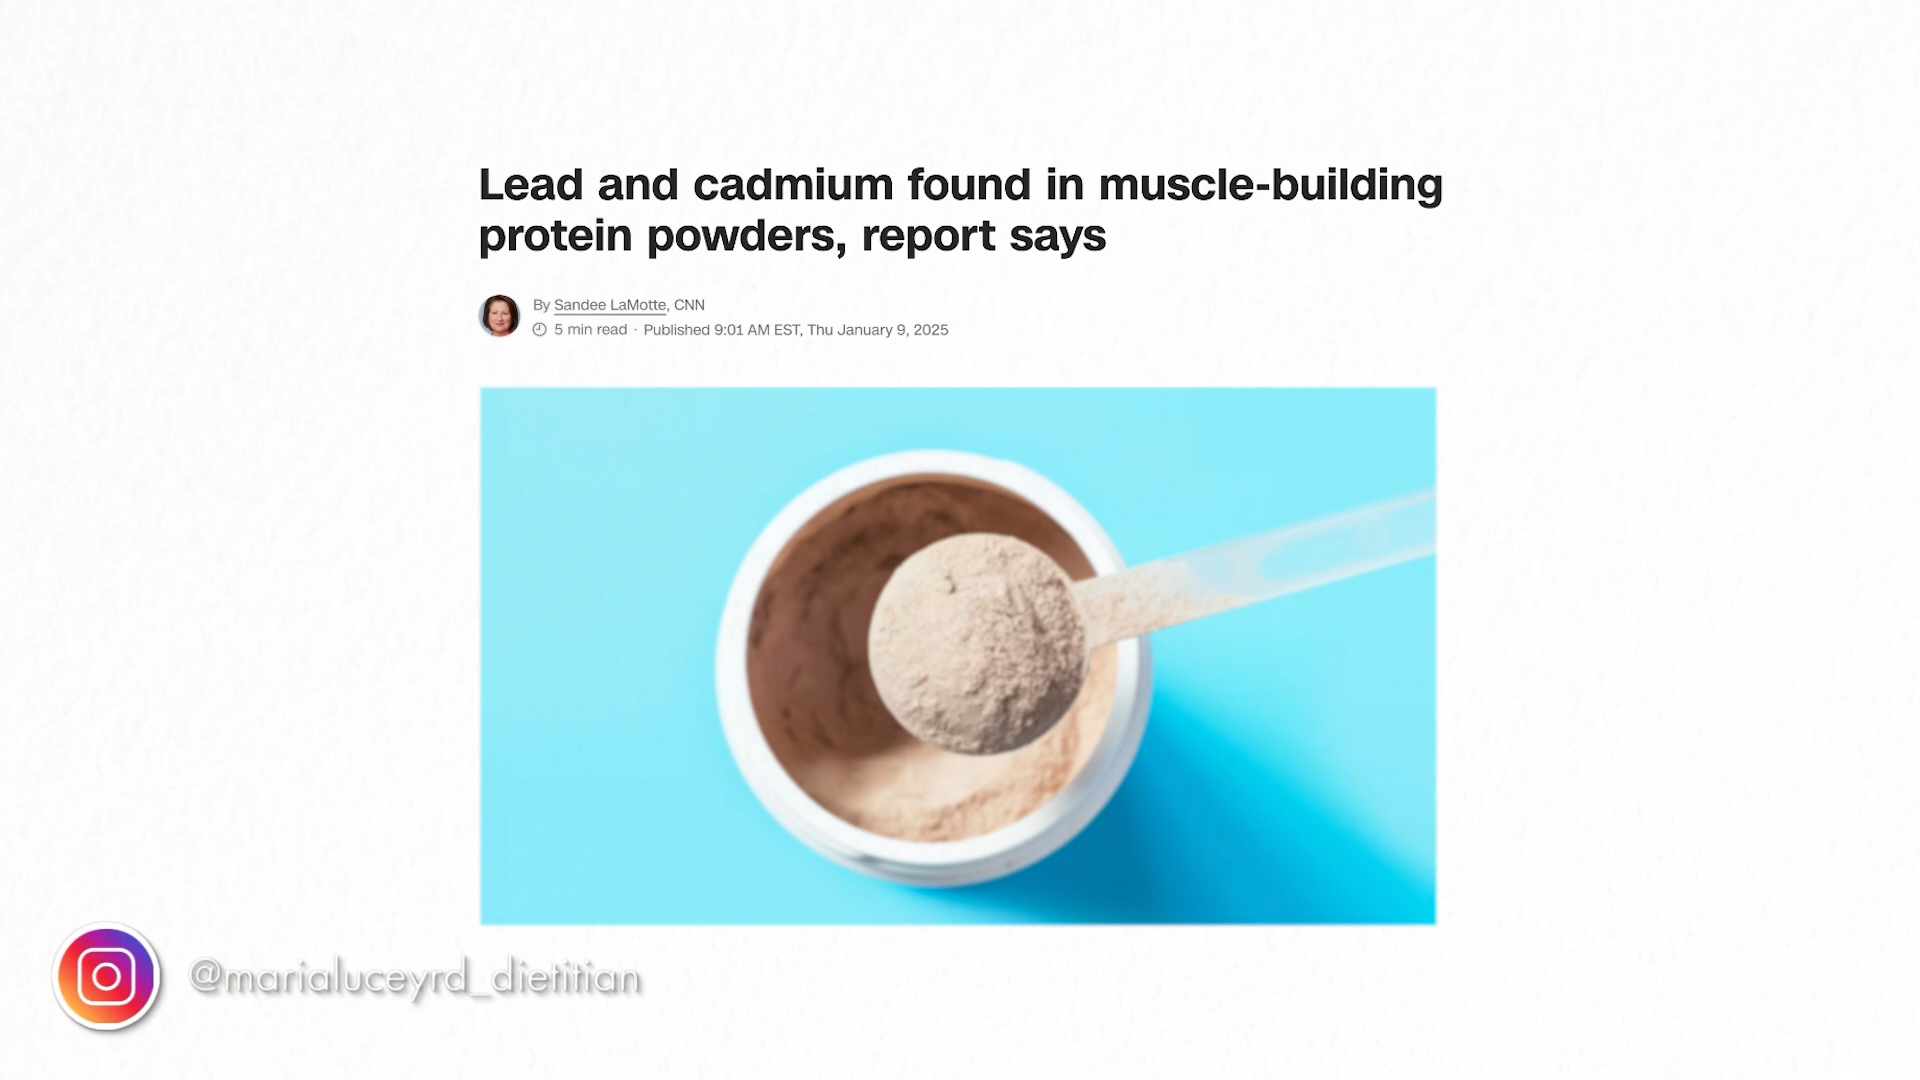 Lead and cadmium found in muscle-building
protein powders, report says
By Sandee LaMotte, CNN
5 min read · Published 9:01 AM EST, Thu January 9, 2025
@marialuceyrd_dietitian